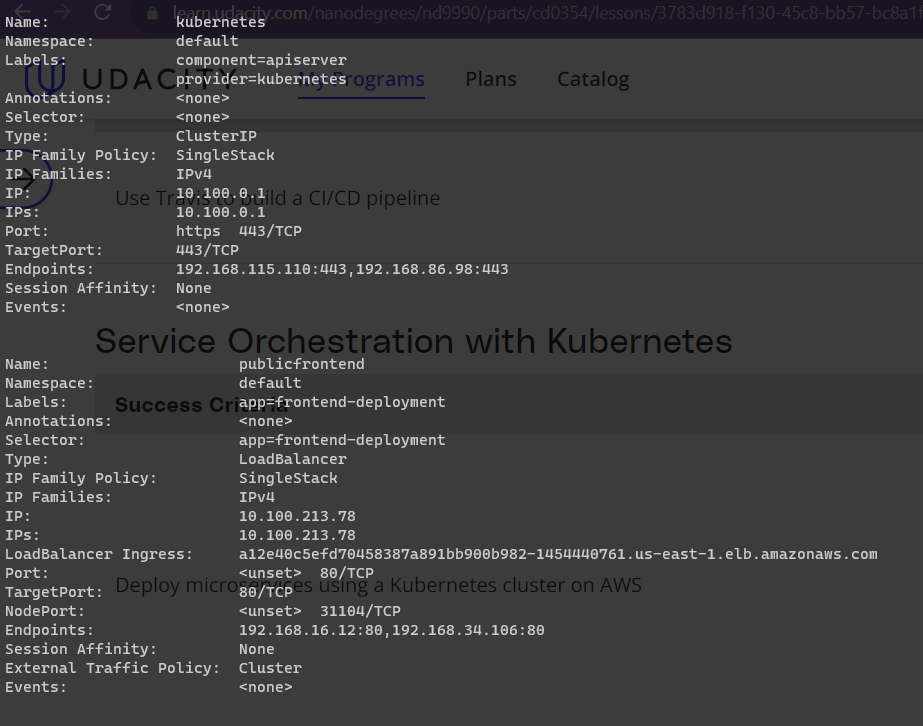 learn.udacity.com/nanodegrees/nd9990/parts/cd0354/lessons/3783d918-f130-45c8-bb57-bc8a1f
UDACITY My Programs Plans Catalog
Use Travis to build a CI/CD pipeline
Service Orchestration with Kubernetes
Success Criteria
Deploy microservices using a Kubernetes cluster on AWS
Name: kubernetes
Namespace: default
Labels: component=apiserver
provider=kubernetes
Annotations: <none>
Selector: <none>
Type: ClusterIP
IP Family Policy: SingleStack
IP Families: IPv4
IP: 10.100.0.1
IPs: 10.100.0.1
Port: https 443/TCP
TargetPort: 443/TCP
Endpoints: 192.168.115.110:443,192.168.86.98:443
Session Affinity: None
Events: <none>
Name: publicfrontend
Namespace: default
Labels: app=frontend-deployment
Annotations: <none>
Selector: app=frontend-deployment
Type: LoadBalancer
IP Family Policy: SingleStack
IP Families: IPv4
IP: 10.100.213.78
IPs: 10.100.213.78
LoadBalancer Ingress: a12e40c5efd70458387a891bb900b982-1454440761.us-east-1.elb.amazonaws.com
Port: <unset> 80/TCP
TargetPort: 80/TCP
NodePort: <unset> 31104/TCP
Endpoints: 192.168.16.12:80,192.168.34.106:80
Session Affinity: None
External Traffic Policy: Cluster
Events: <none>